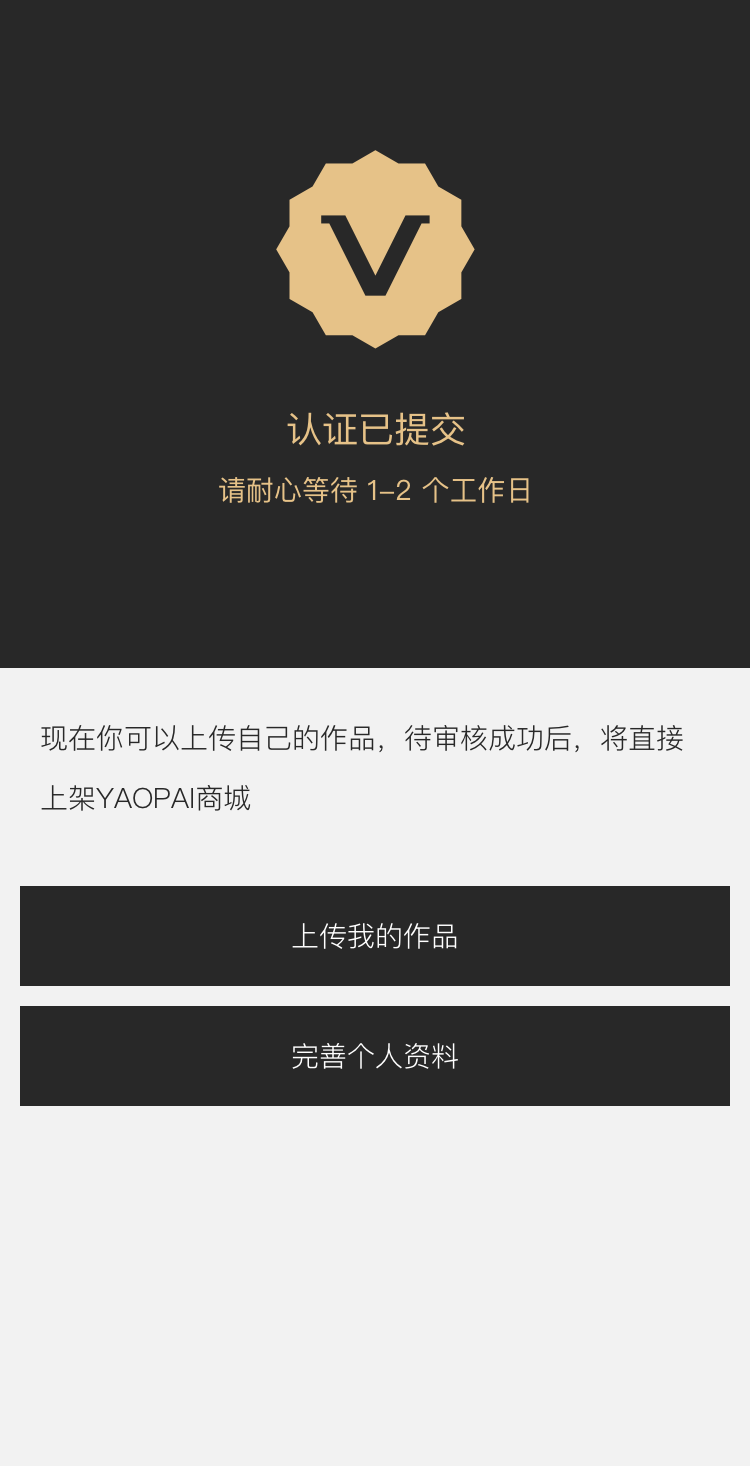 V
认证已提交
请耐心等待 1-2 个工作日
现在你可以上传自己的作品，待审核成功后，将直接
上架YAOPAI商城
上传我的作品
完善个人资料